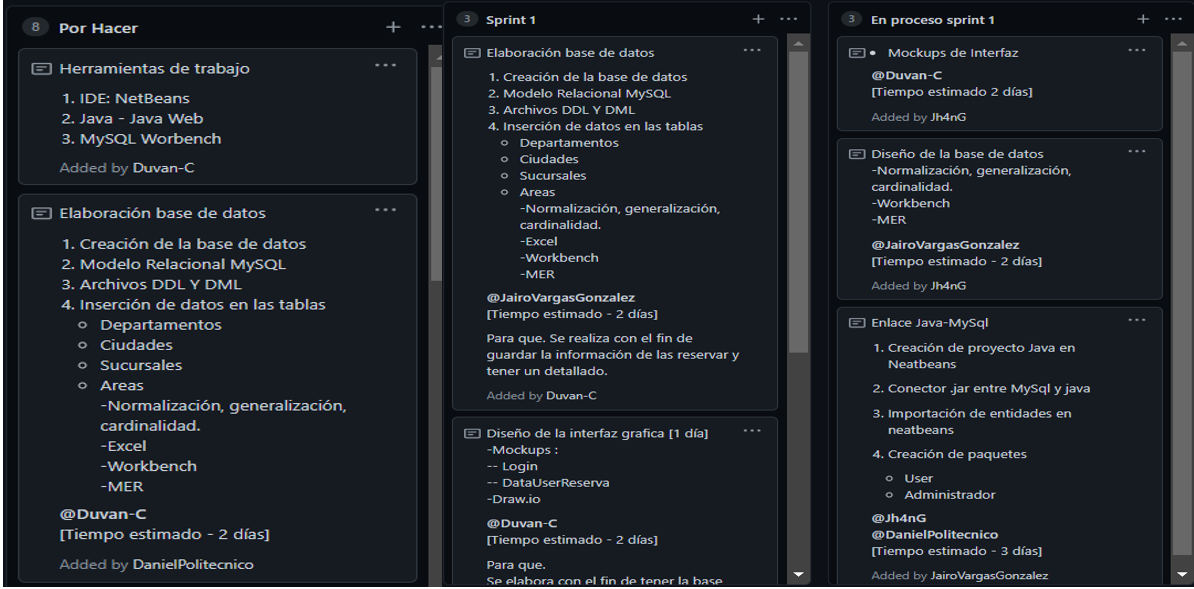 8 Por Hacer
Herramientas de trabajo
1. IDE: NetBeans
2. Java - Java Web
3. MySQL Worbench
Added by Duvan-C
Elaboración base de datos
1. Creación de la base de datos
2. Modelo Relacional MySQL
3. Archivos DDL Y DML
4. Inserción de datos en las tablas
Departamentos
Ciudades
Sucursales
Areas
-Normalización, generalización,
cardinalidad.
-Excel
-Workbench
-MER
@Duvan-C
[Tiempo estimado - 2 días]
Added by DanielPolitecnico
3 Sprint 1
Elaboración base de datos
1. Creación de la base de datos
2. Modelo Relacional MySQL
3. Archivos DDL Y DML
4. Inserción de datos en las tablas
Departamentos
Ciudades
Sucursales
Areas
-Normalización, generalización,
cardinalidad.
-Excel
-Workbench
-MER
@JairoVargasGonzalez
[Tiempo estimado - 2 días]
Para que. Se realiza con el fin de
guardar la información de las reservar y
tener un detallado.
Added by Duvan-C
Diseño de la interfaz grafica [1 día]
-Mockups :
-- Login
-- DataUserReserva
-Draw.io
@Duvan-C
[Tiempo estimado - 2 días]
Para que.
Se elabora con el fin de tener la base
3 En proceso sprint 1
• Mockups de Interfaz
@Duvan-C
[Tiempo estimado 2 días]
Added by Jh4nG
Diseño de la base de datos
-Normalización, generalización,
cardinalidad.
-Workbench
-MER
@JairoVargasGonzalez
[Tiempo estimado - 2 días]
Added by Jh4nG
Enlace Java-MySql
1. Creación de proyecto Java en
Neatbeans
2. Conector .jar entre MySql y java
3. Importación de entidades en
neatbeans
4. Creación de paquetes
User
Administrador
@Jh4nG
@DanielPolitecnico
[Tiempo estimado - 3 días]
Added by JairoVargasGonzalez